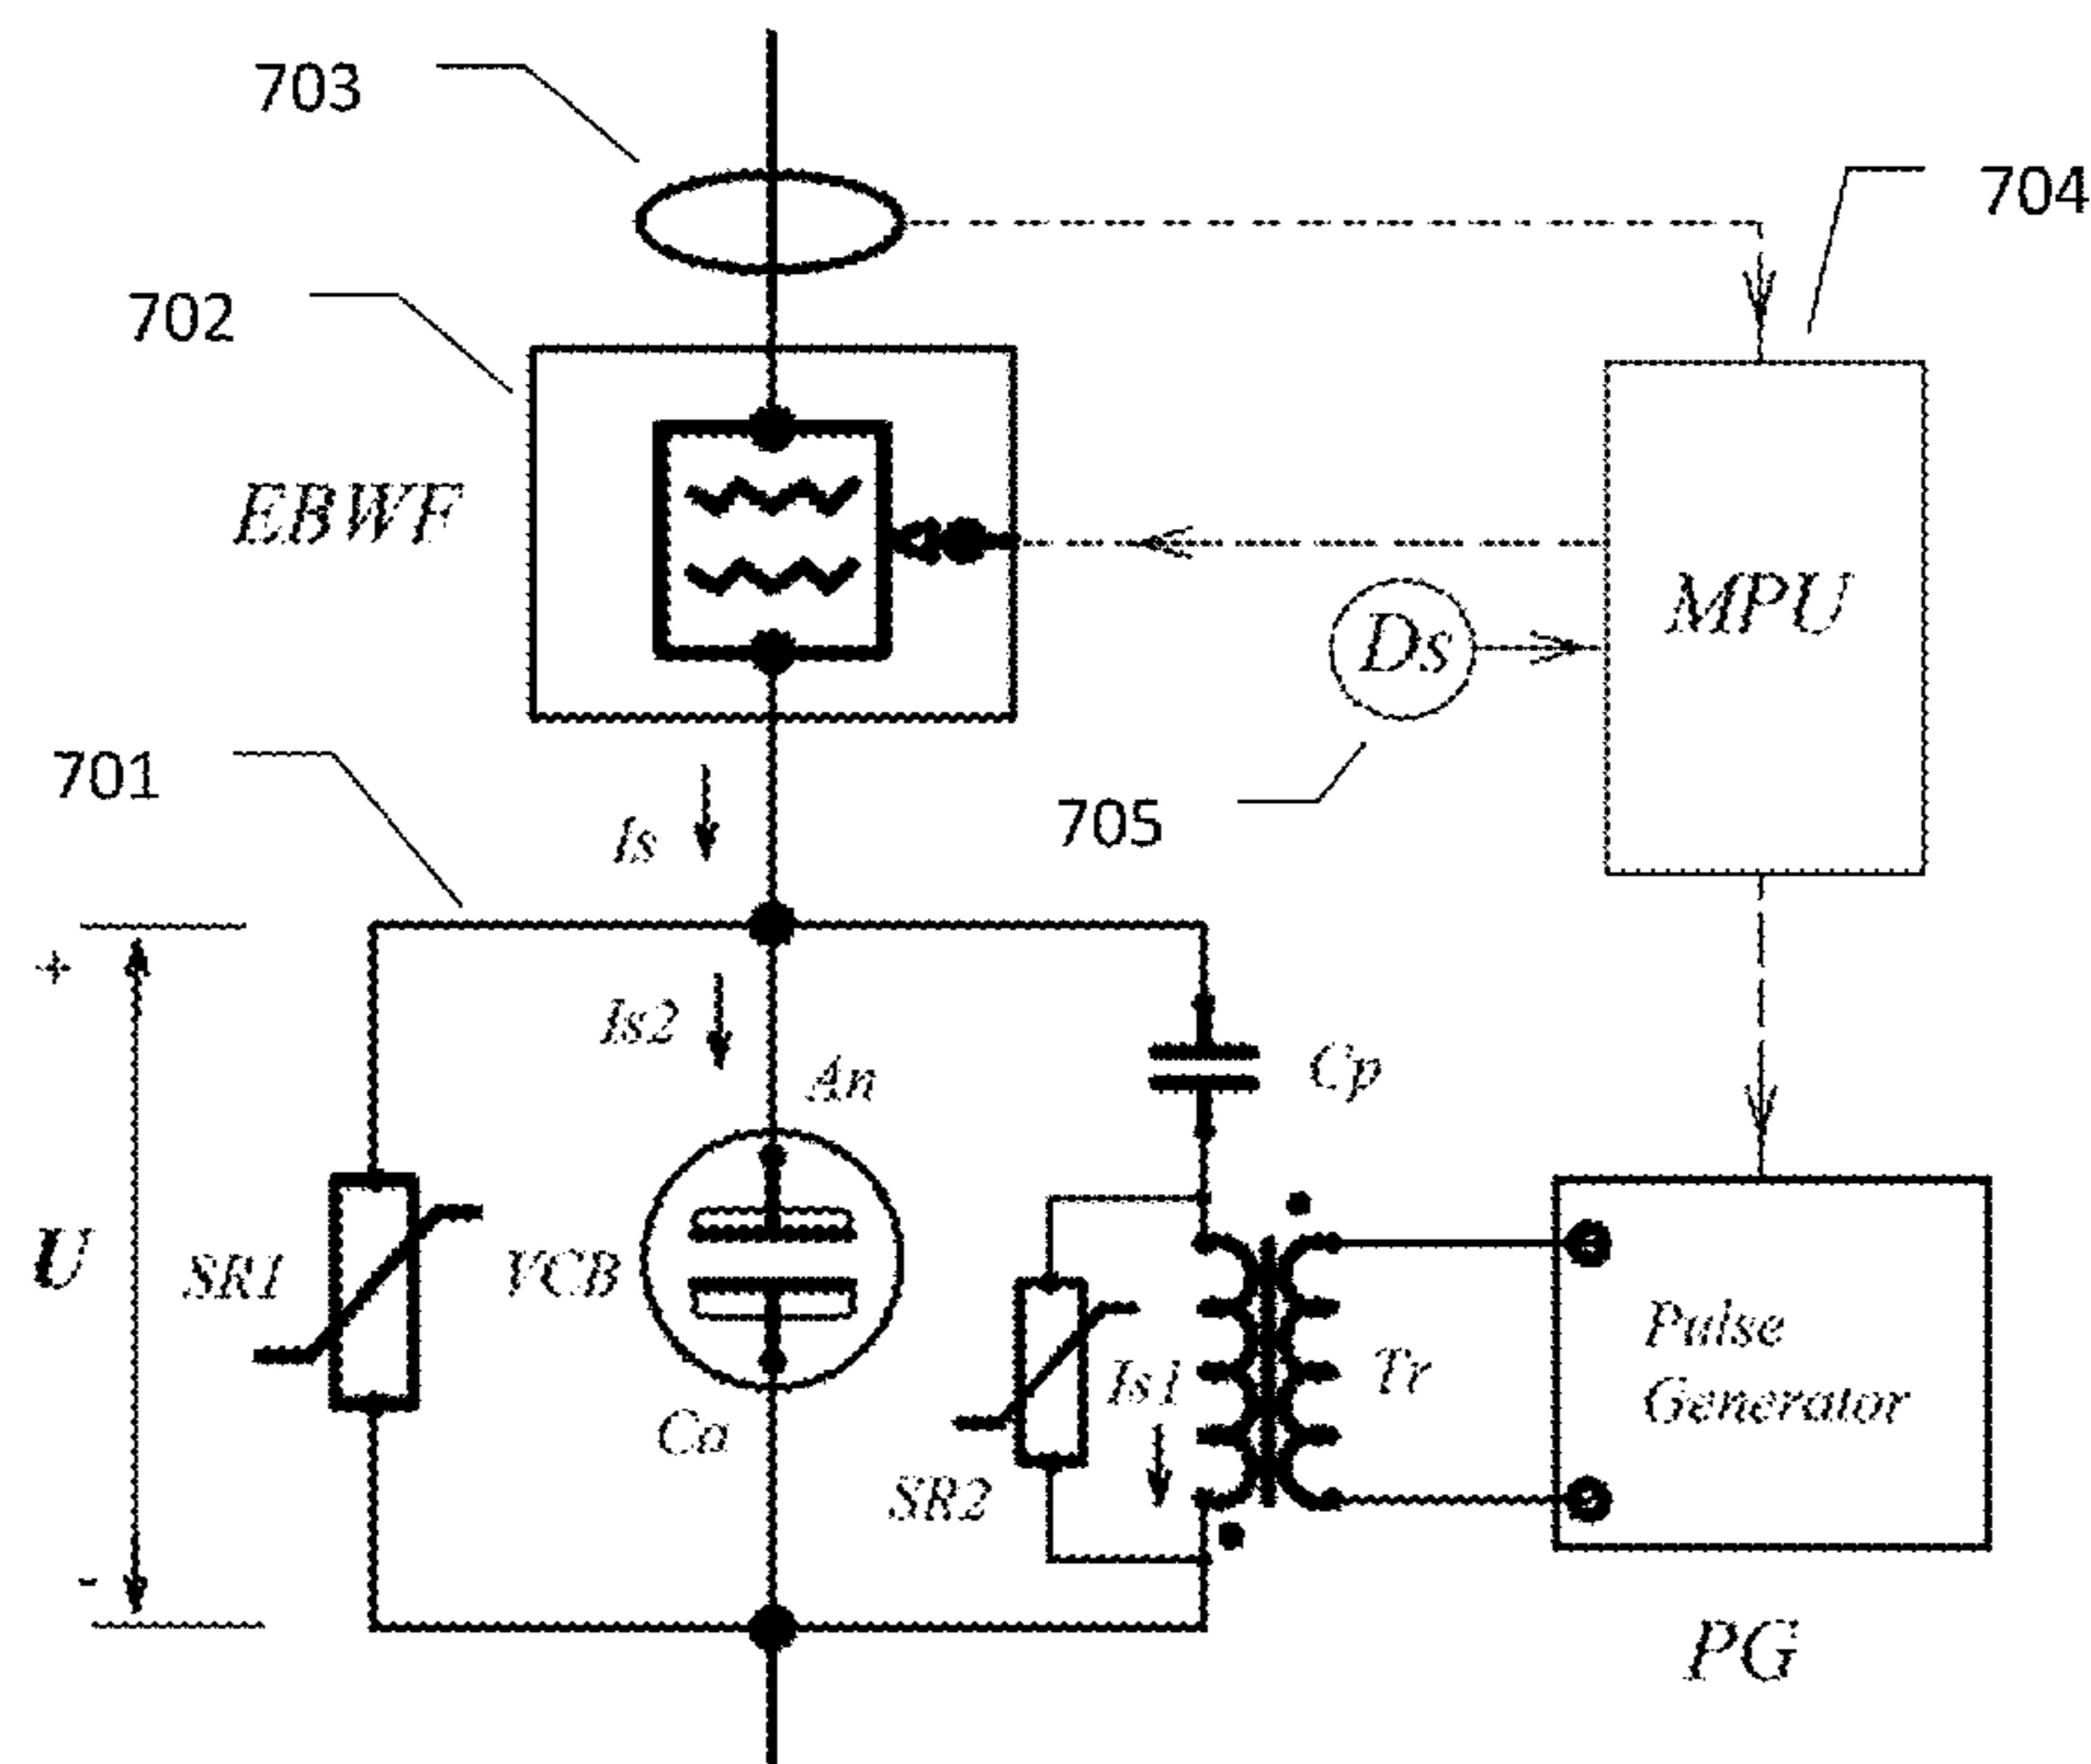 703
704
702
EBWF
MPU
Ds
701
705
Is
+
Is2
An
Cp
U
SR1
VCB
Is1
Tr
Pulse
Generator
Co
SR2
-
PG